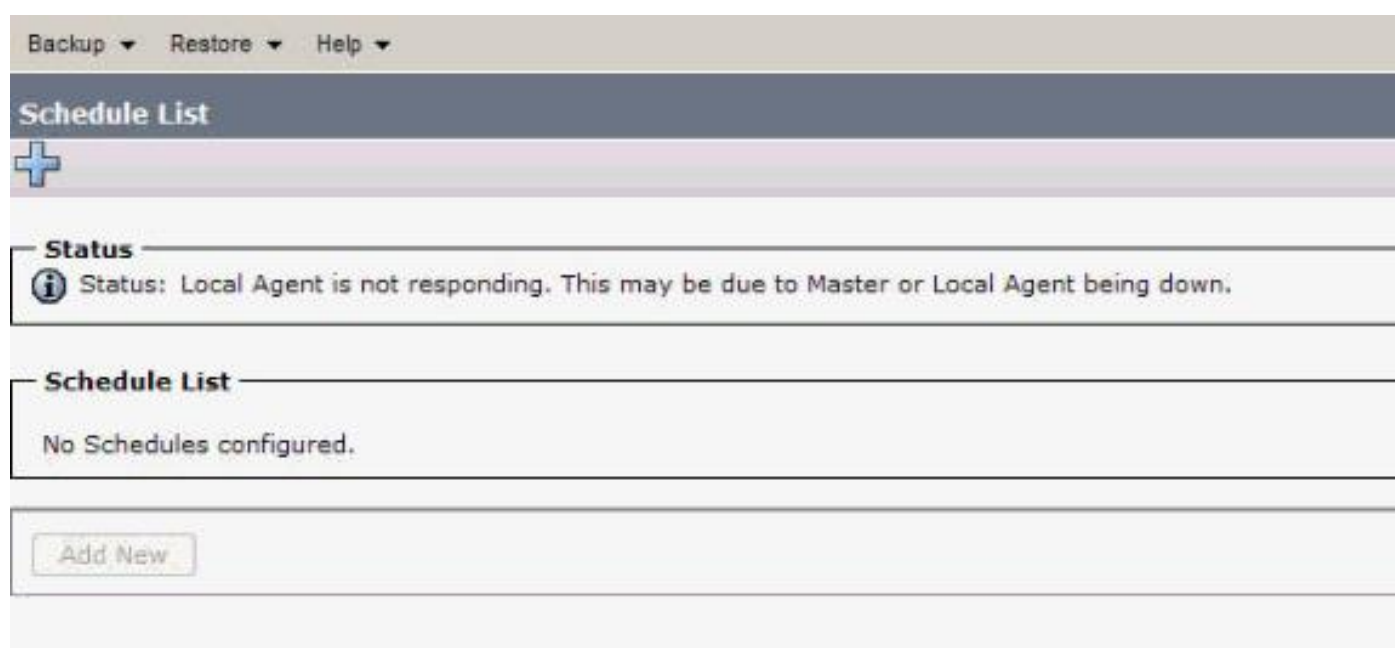 Backup Restore Help
Schedule List
Status
Status: Local Agent is not responding. This may be due to Master or Local Agent being down.
Schedule List
No Schedules configured.
Add New